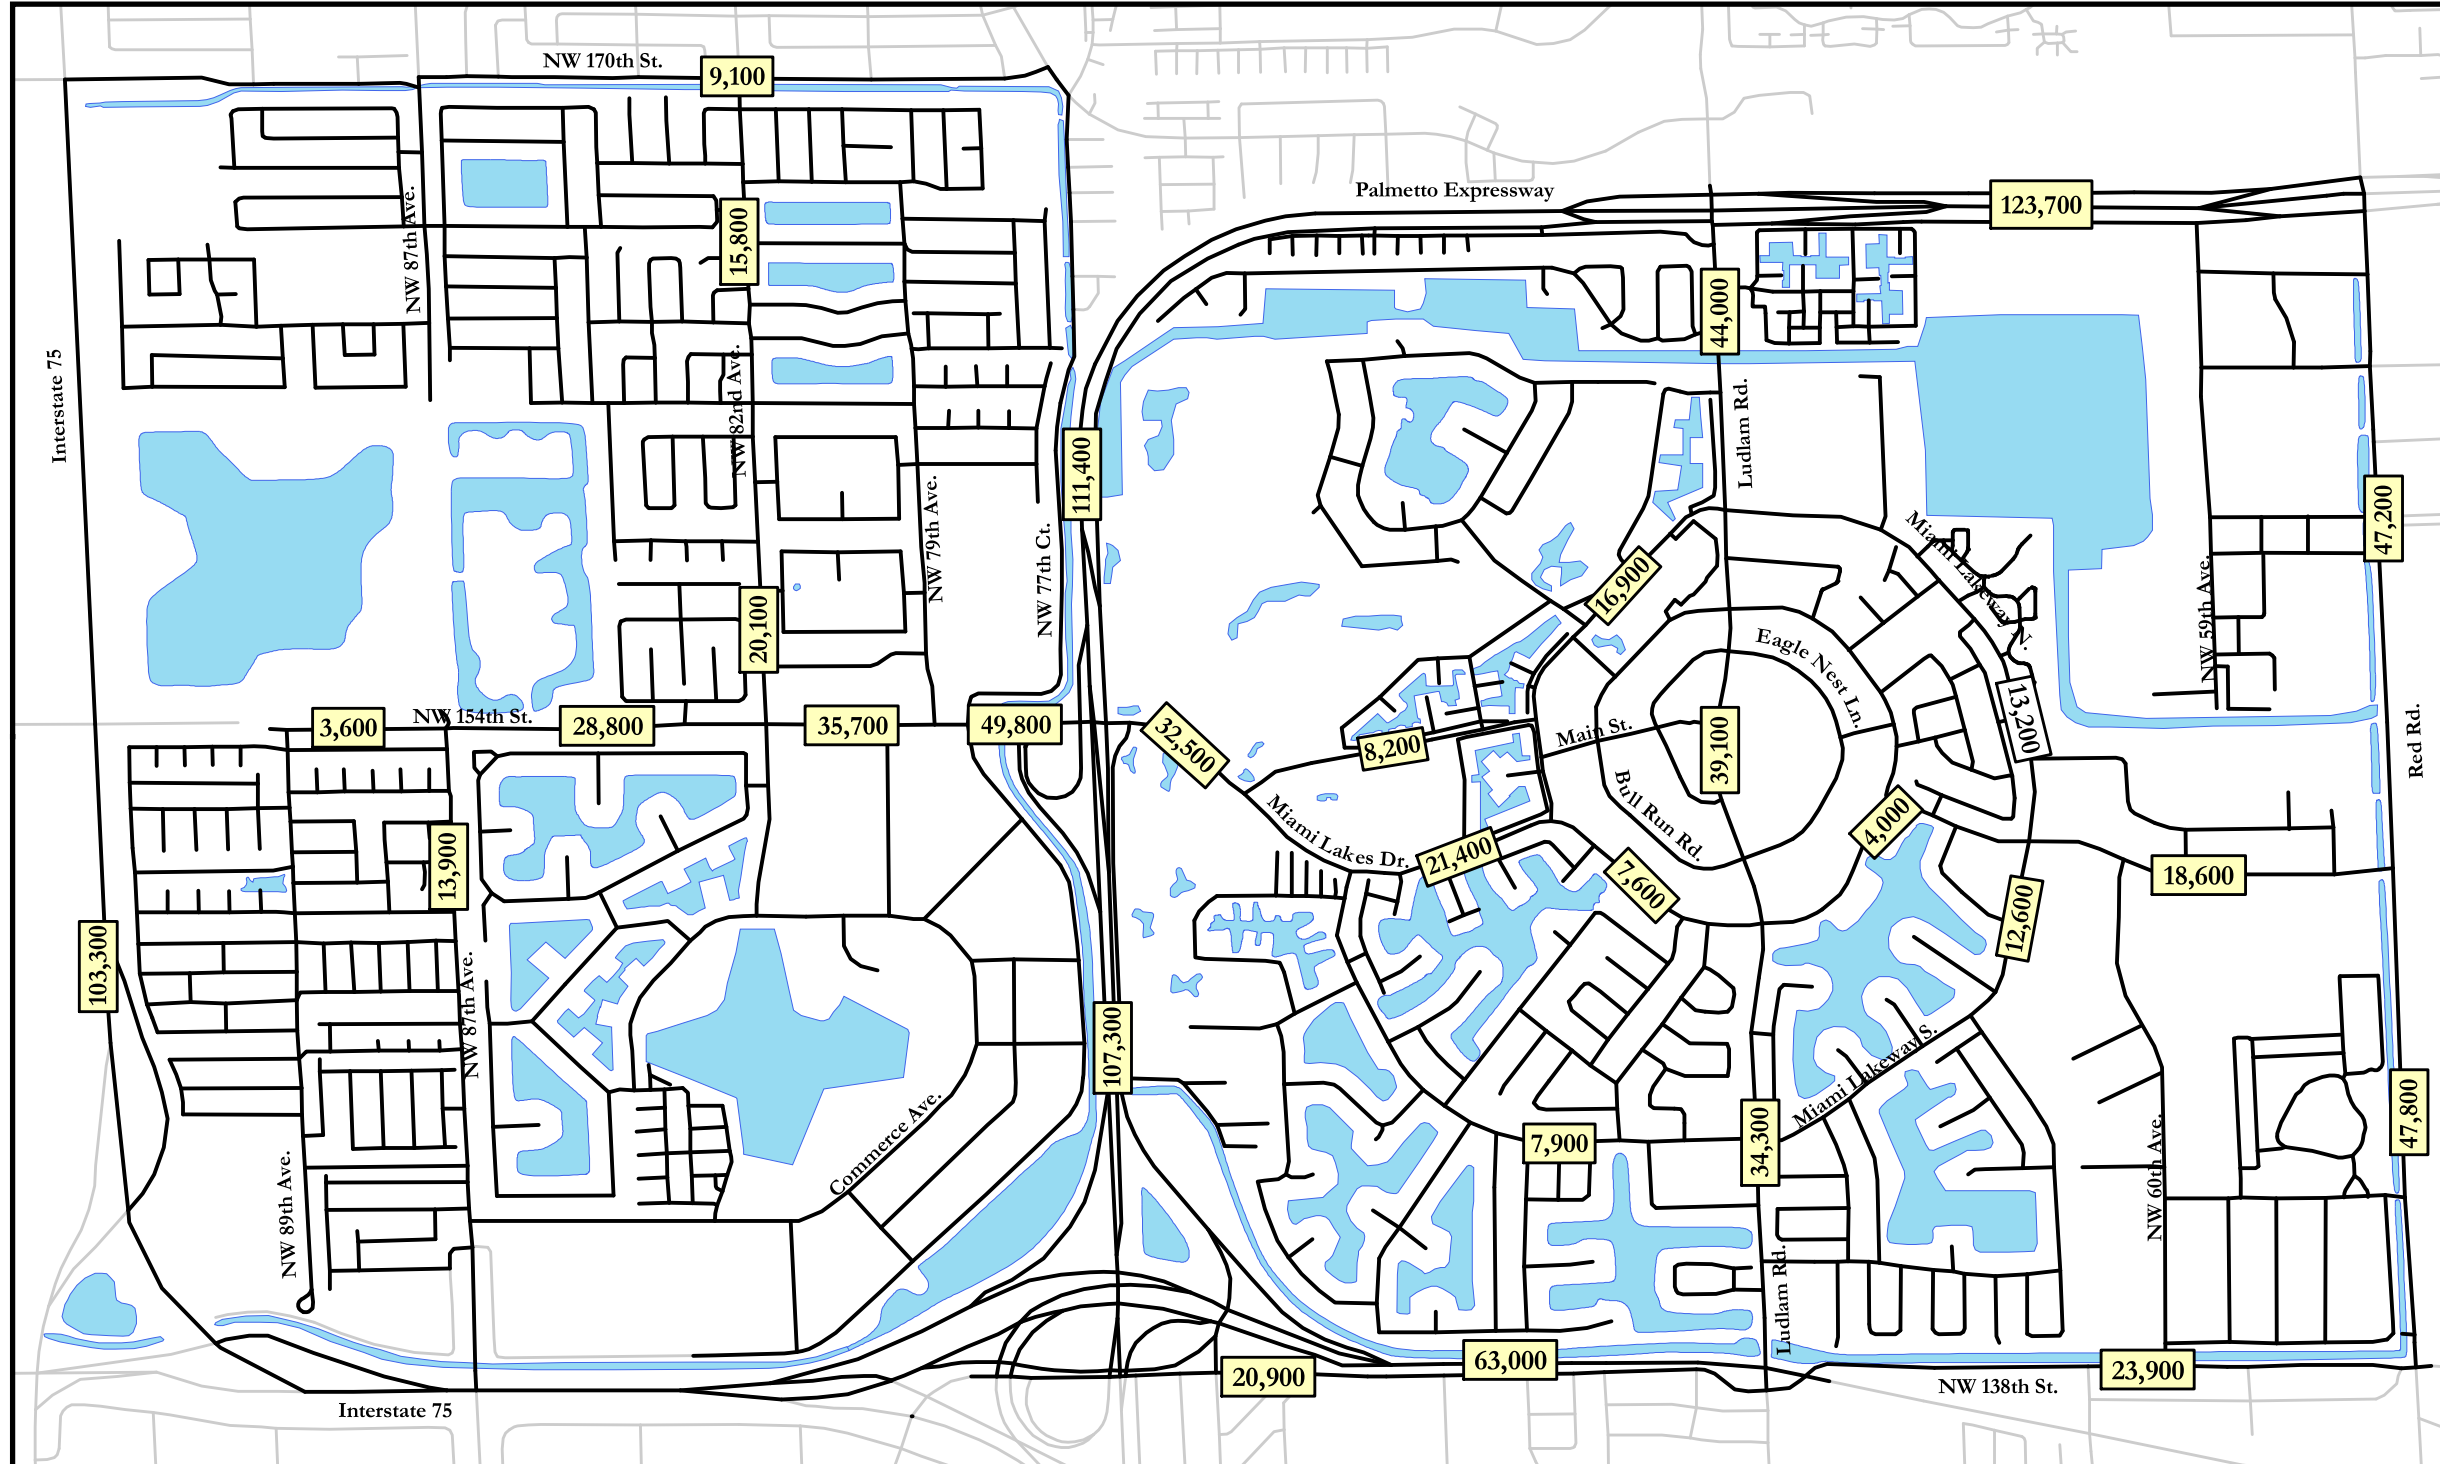 NW 170th St.
9,100
Palmetto Expressway
123,700
NW 87th Ave.
15,800
44,000
Interstate 75
NW 82nd Ave.
Ludlam Rd.
111,400
NW 79th Ave.
NW 77th Ct.
47,200
Miami Lakeway N.
16,900
NW 59th Ave.
20,100
Eagle Nest Ln.
13,200
3,600
NW 154th St.
28,800
35,700
49,800
32,500
8,200
Main St.
39,100
Red Rd.
Bull Run Rd.
Miami Lakes Dr.
4,000
21,400
7,600
13,900
18,600
12,600
103,300
NW 87th Ave.
107,300
Miami Lakeway S.
47,800
Commerce Ave.
7,900
34,300
NW 60th Ave.
NW 89th Ave.
Ludlam Rd.
63,000
20,900
23,900
NW 138th St.
Interstate 75